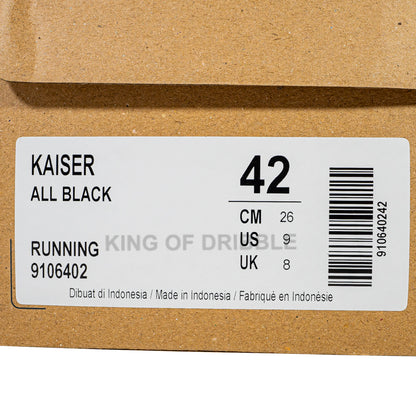 KAISER
ALL BLACK
42
CM 26
US 9
UK 8
KING OF DRIBBLE
RUNNING
9106402
910640242
Dibuat di Indonesia / Made in Indonesia / Fabriqué en Indonésie